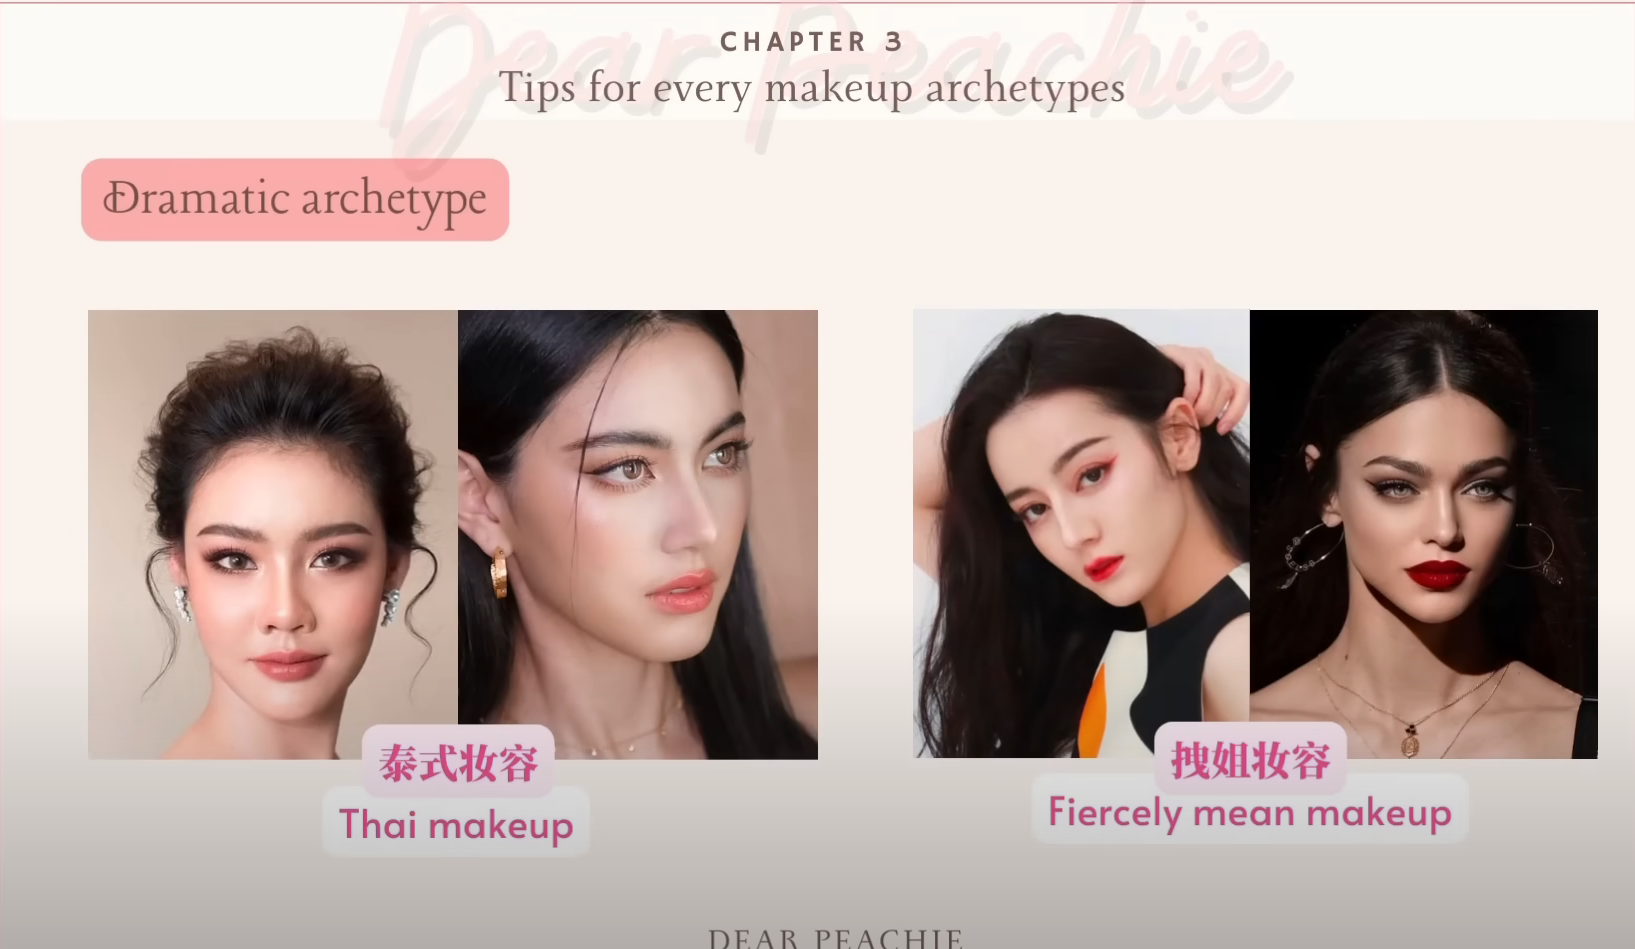 Dear Peachie
CHAPTER 3
Tips for every makeup archetypes
Dramatic archetype
泰式妆容
Thai makeup
拽姐妆容
Fiercely mean makeup
DEAR PEACHIE